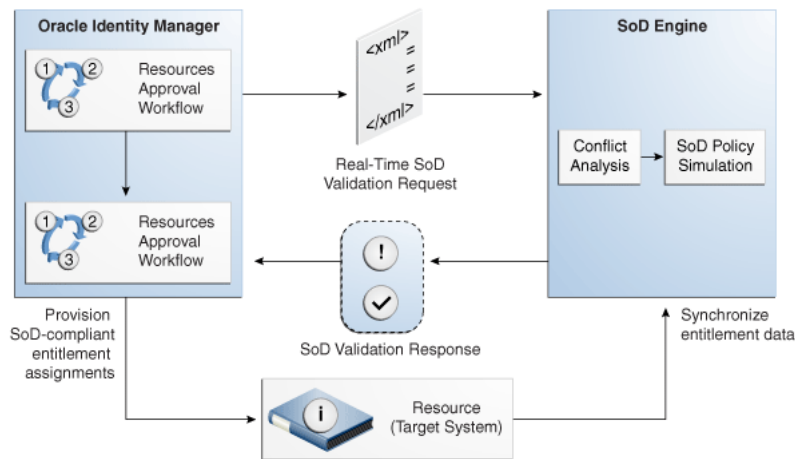 Oracle Identity Manager
1 2 3
Resources
Approval
Workflow
1 2 3
Resources
Approval
Workflow
<xml>
=
=
=
</xml>
Real-Time SoD
Validation Request
SoD Engine
Conflict
Analysis
SoD Policy
Simulation
!
SoD Validation Response
Provision
SoD-compliant
entitlement
assignments
Synchronize
entitlement data
i
Resource
(Target System)